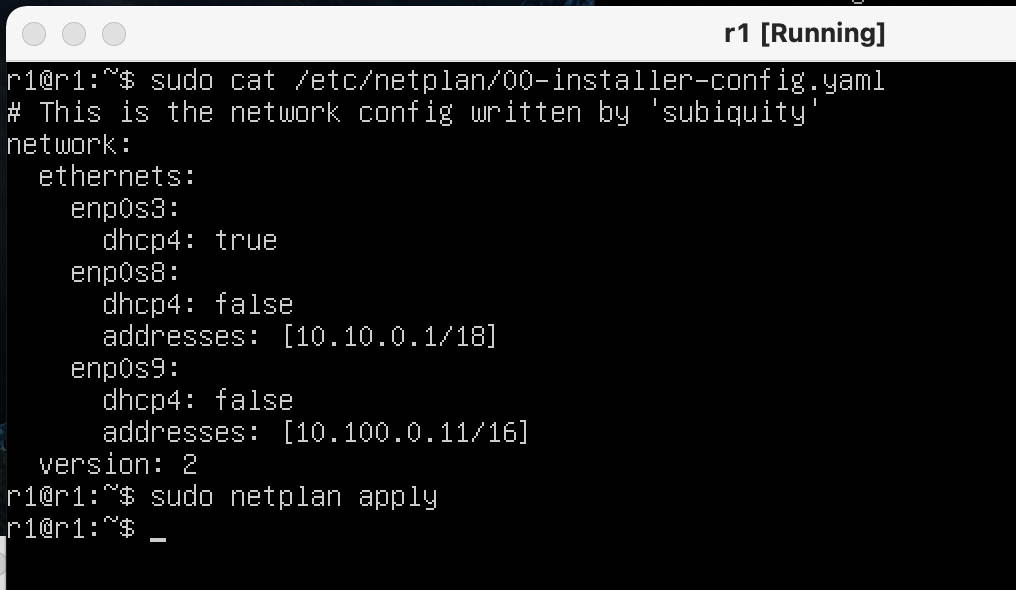 r1 [Running]
r1@r1:~$ sudo cat /etc/netplan/00-installer-config.yaml
# This is the network config written by 'subiquity'
network:
  ethernets:
    enp0s3:
      dhcp4: true
    enp0s8:
      dhcp4: false
      addresses: [10.10.0.1/18]
    enp0s9:
      dhcp4: false
      addresses: [10.100.0.11/16]
  version: 2
r1@r1:~$ sudo netplan apply
r1@r1:~$ _